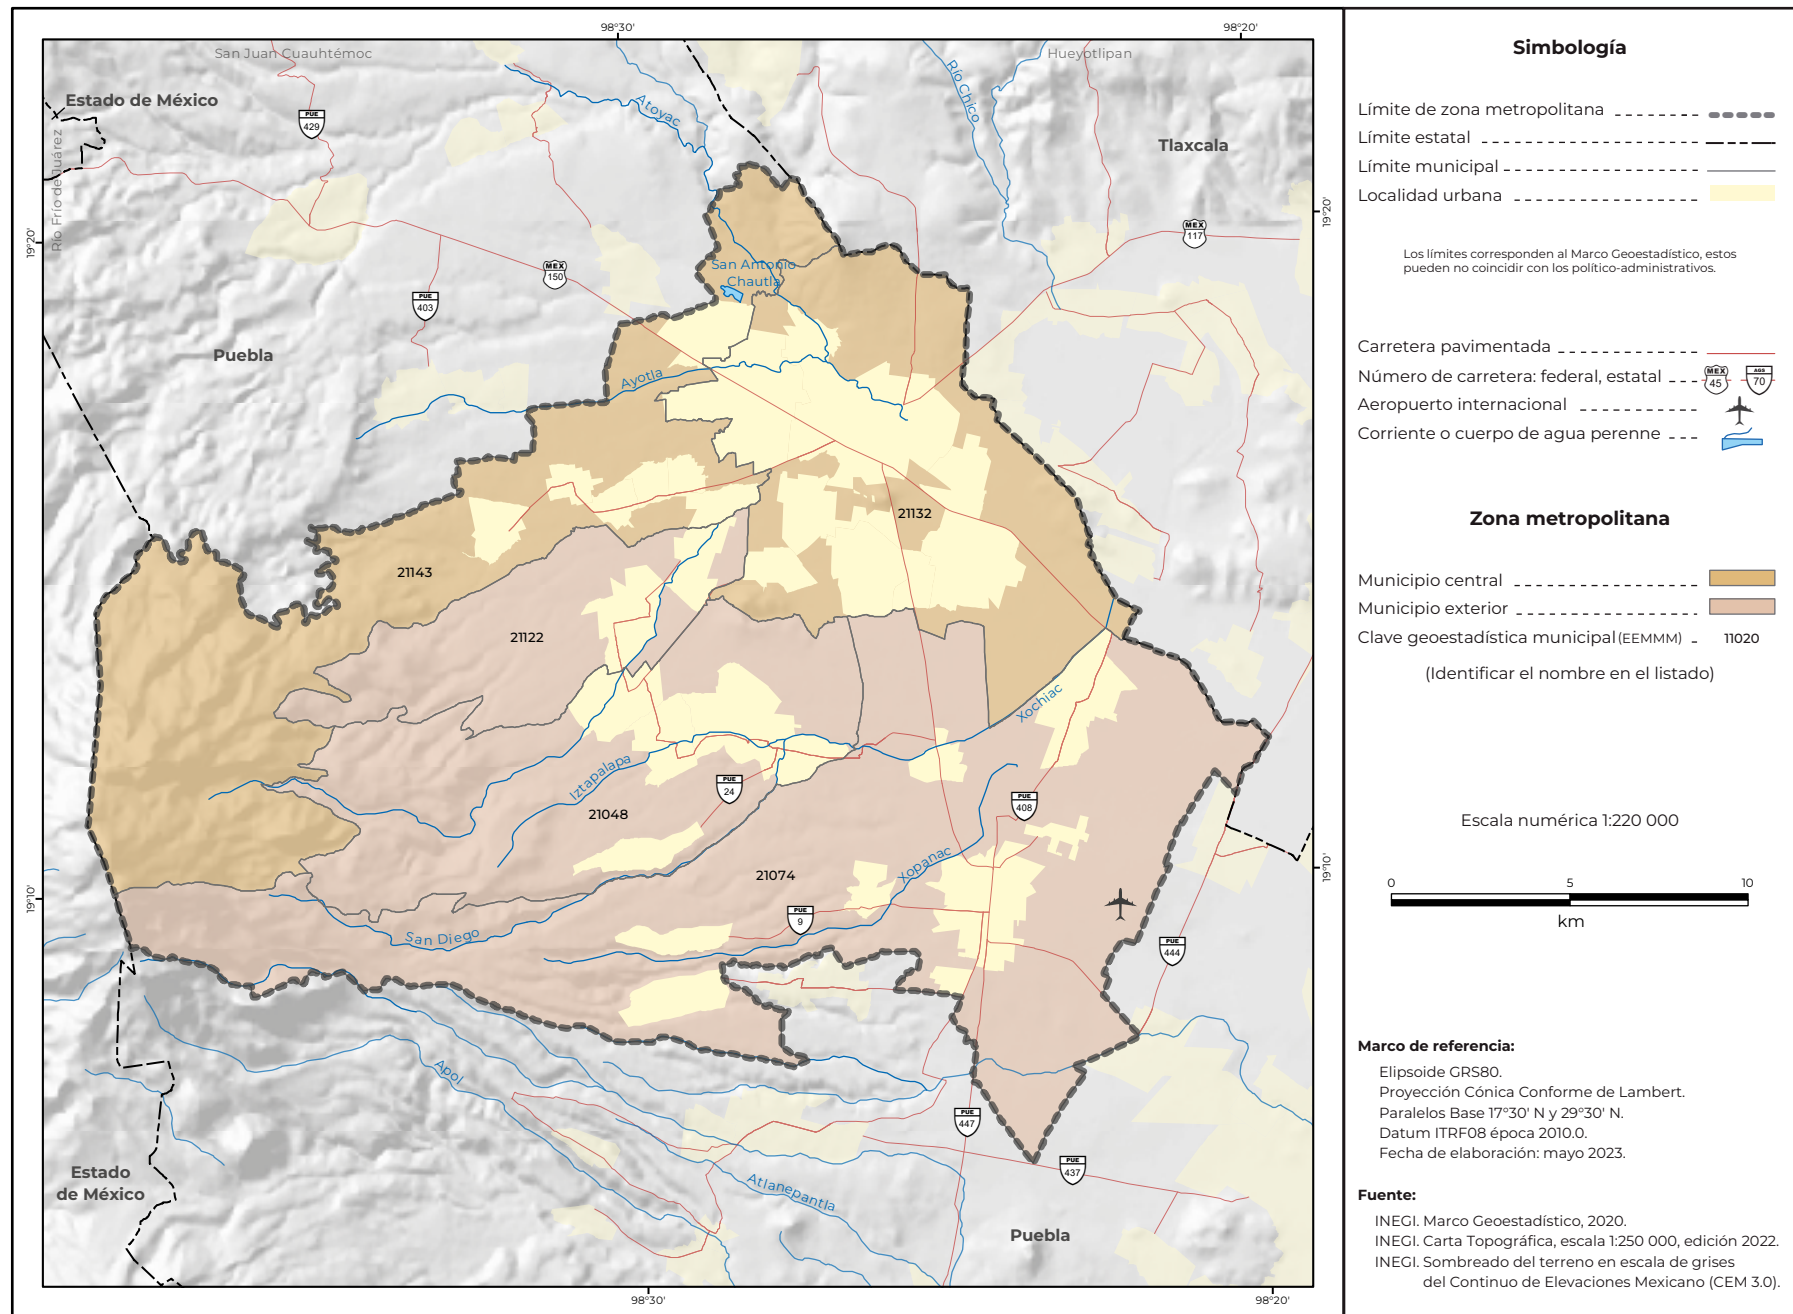 98°30'
98°20'
San Juan Cuauhtémoc
Hueyotlipan
Estado de México
Río Frío de Juárez
PUE
429
Atoyac
Río Chico
Tlaxcala
19°20'
19°20'
MEX
117
MEX
150
San Antonio
Chautla
PUE
403
Puebla
Ayotla
21132
21143
21122
Xochiac
Iztapalapa
PUE
24
PUE
408
21048
21074
Xopanac
19°10'
19°10'
PUE
9
San Diego
PUE
444
Apol
PUE
447
PUE
437
Estado
de México
Atlanepantla
Puebla
98°30'
98°20'
Simbología
Límite de zona metropolitana
Límite estatal
Límite municipal
Localidad urbana
Los límites corresponden al Marco Geoestadístico, estos
pueden no coincidir con los político-administrativos.
Carretera pavimentada
Número de carretera: federal, estatal
MEX
45
AGS
70
Aeropuerto internacional
Corriente o cuerpo de agua perenne
Zona metropolitana
Municipio central
Municipio exterior
Clave geoestadística municipal (EEMMM) 11020
(Identificar el nombre en el listado)
Escala numérica 1:220 000
0 5 10
km
Marco de referencia:
Elipsoide GRS80.
Proyección Cónica Conforme de Lambert.
Paralelos Base 17°30' N y 29°30' N.
Datum ITRF08 época 2010.0.
Fecha de elaboración: mayo 2023.
Fuente:
INEGI. Marco Geoestadístico, 2020.
INEGI. Carta Topográfica, escala 1:250 000, edición 2022.
INEGI. Sombreado del terreno en escala de grises
del Continuo de Elevaciones Mexicano (CEM 3.0).